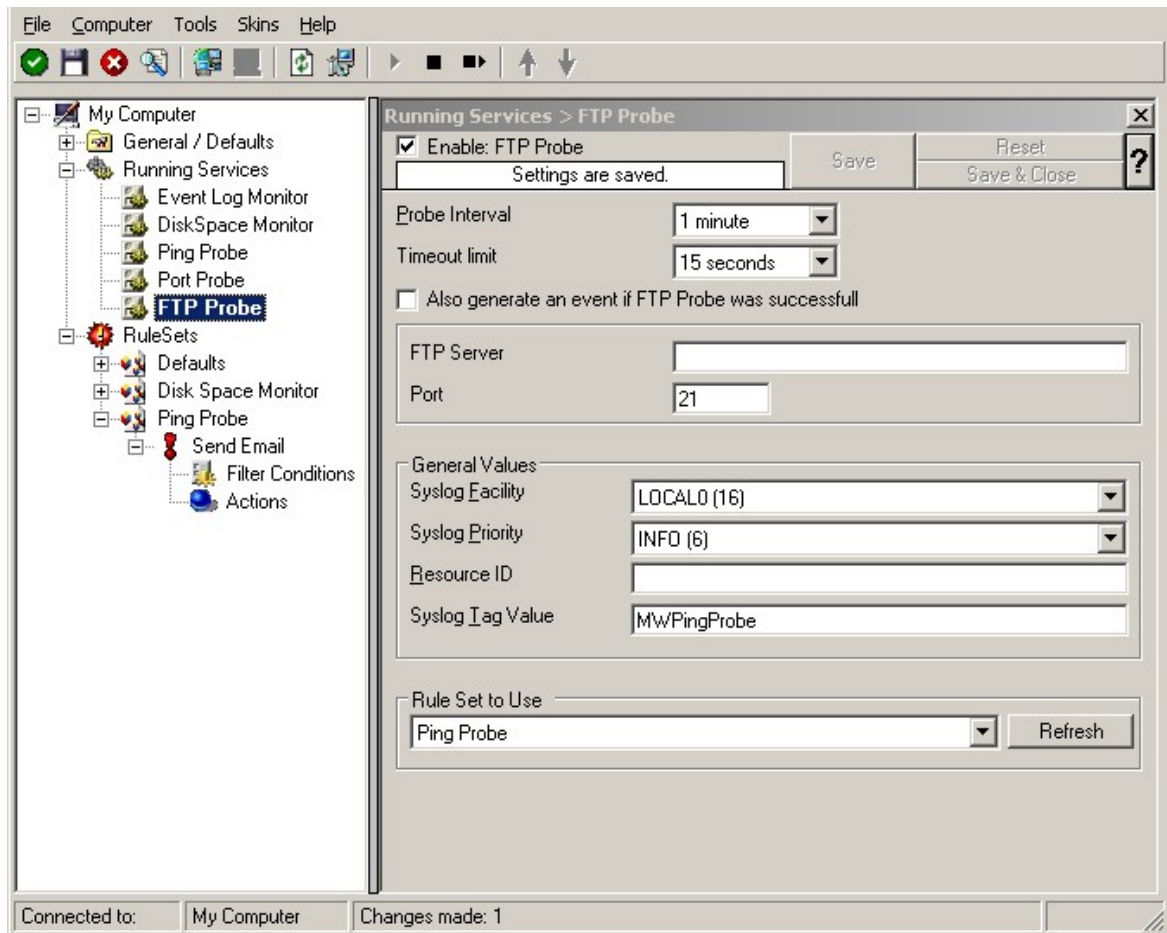 File Computer Tools Skins Help
My Computer
General / Defaults
Running Services
Event Log Monitor
DiskSpace Monitor
Ping Probe
Port Probe
FTP Probe
RuleSets
Defaults
Disk Space Monitor
Ping Probe
Send Email
Filter Conditions
Actions
Running Services > FTP Probe
Enable: FTP Probe
Settings are saved.
Save
Reset
Save & Close
?
Probe Interval 1 minute
Timeout limit 15 seconds
Also generate an event if FTP Probe was successfull
FTP Server
Port 21
General Values
Syslog Facility LOCAL0 (16)
Syslog Priority INFO (6)
Resource ID
Syslog Tag Value MWPingProbe
Rule Set to Use
Ping Probe Refresh
Connected to: My Computer Changes made: 1